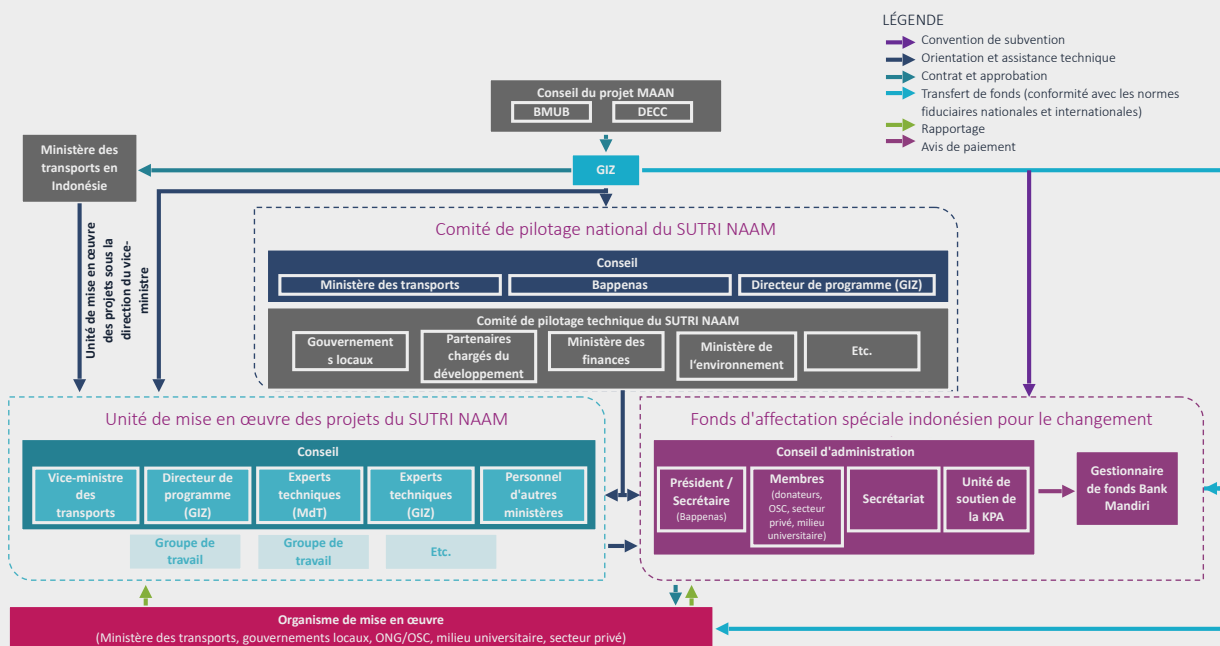 LÉGENDE
Convention de subvention
Orientation et assistance technique
Contrat et approbation
Transfert de fonds (conformité avec les normes
fiduciaires nationales et internationales)
Rapportage
Avis de paiement
Conseil du projet MAAN
BMUB
DECC
Ministère des
transports en
Indonésie
GIZ
Unité de mise en œuvre
des projets sous la
direction du vice-
ministre
Comité de pilotage national du SUTRI NAAM
Conseil
Ministère des transports
Bappenas
Directeur de programme (GIZ)
Comité de pilotage technique du SUTRI NAAM
Gouvernement
s locaux
Partenaires
chargés du
développement
Ministère des
finances
Ministère de
l'environnement
Etc.
Unité de mise en œuvre des projets du SUTRI NAAM
Conseil
Vice-ministre
des
transports
Directeur de
programme
(GIZ)
Experts
techniques
(MdT)
Experts
techniques
(GIZ)
Personnel
d'autres
ministères
Groupe de
travail
Groupe de
travail
Etc.
Fonds d'affectation spéciale indonésien pour le changement
Conseil d'administration
Président /
Secrétaire
(Bappenas)
Membres
(donateurs,
OSC, secteur
privé, milieu
universitaire)
Secrétariat
Unité de
soutien de
la KPA
Gestionnaire
de fonds Bank
Mandiri
Organisme de mise en œuvre
(Ministère des transports, gouvernements locaux, ONG/OSC, milieu universitaire, secteur privé)